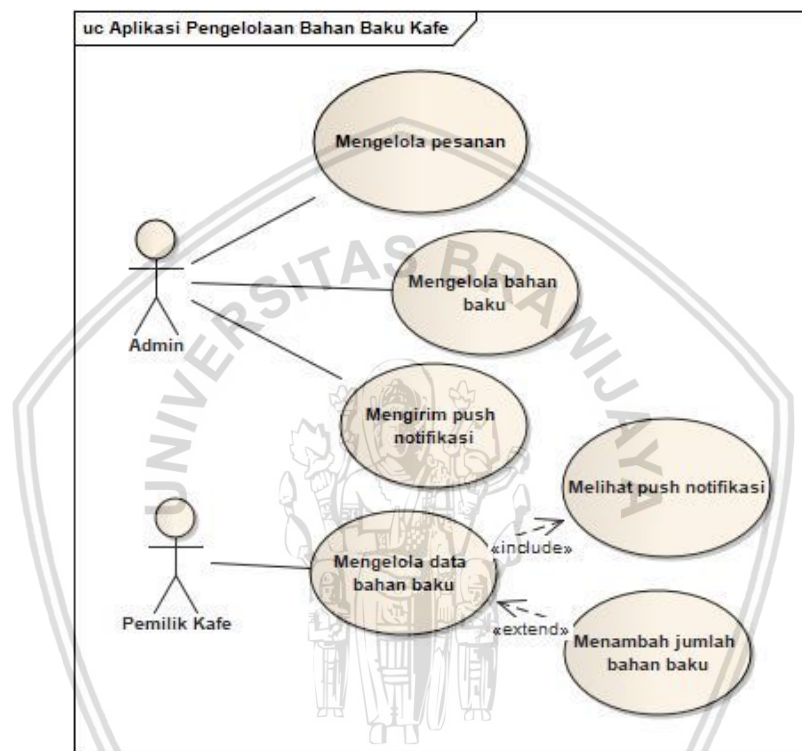 uc Aplikasi Pengelolaan Bahan Baku Kafe
Mengelola pesanan
UNIVERSITAS BRAWIJAYA
Mengelola bahan
baku
Admin
Mengirim push
notifikasi
Melihat push notifikasi
Pemilik Kafe
Mengelola data
bahan baku
«include»
«extend»
Menambah jumlah
bahan baku